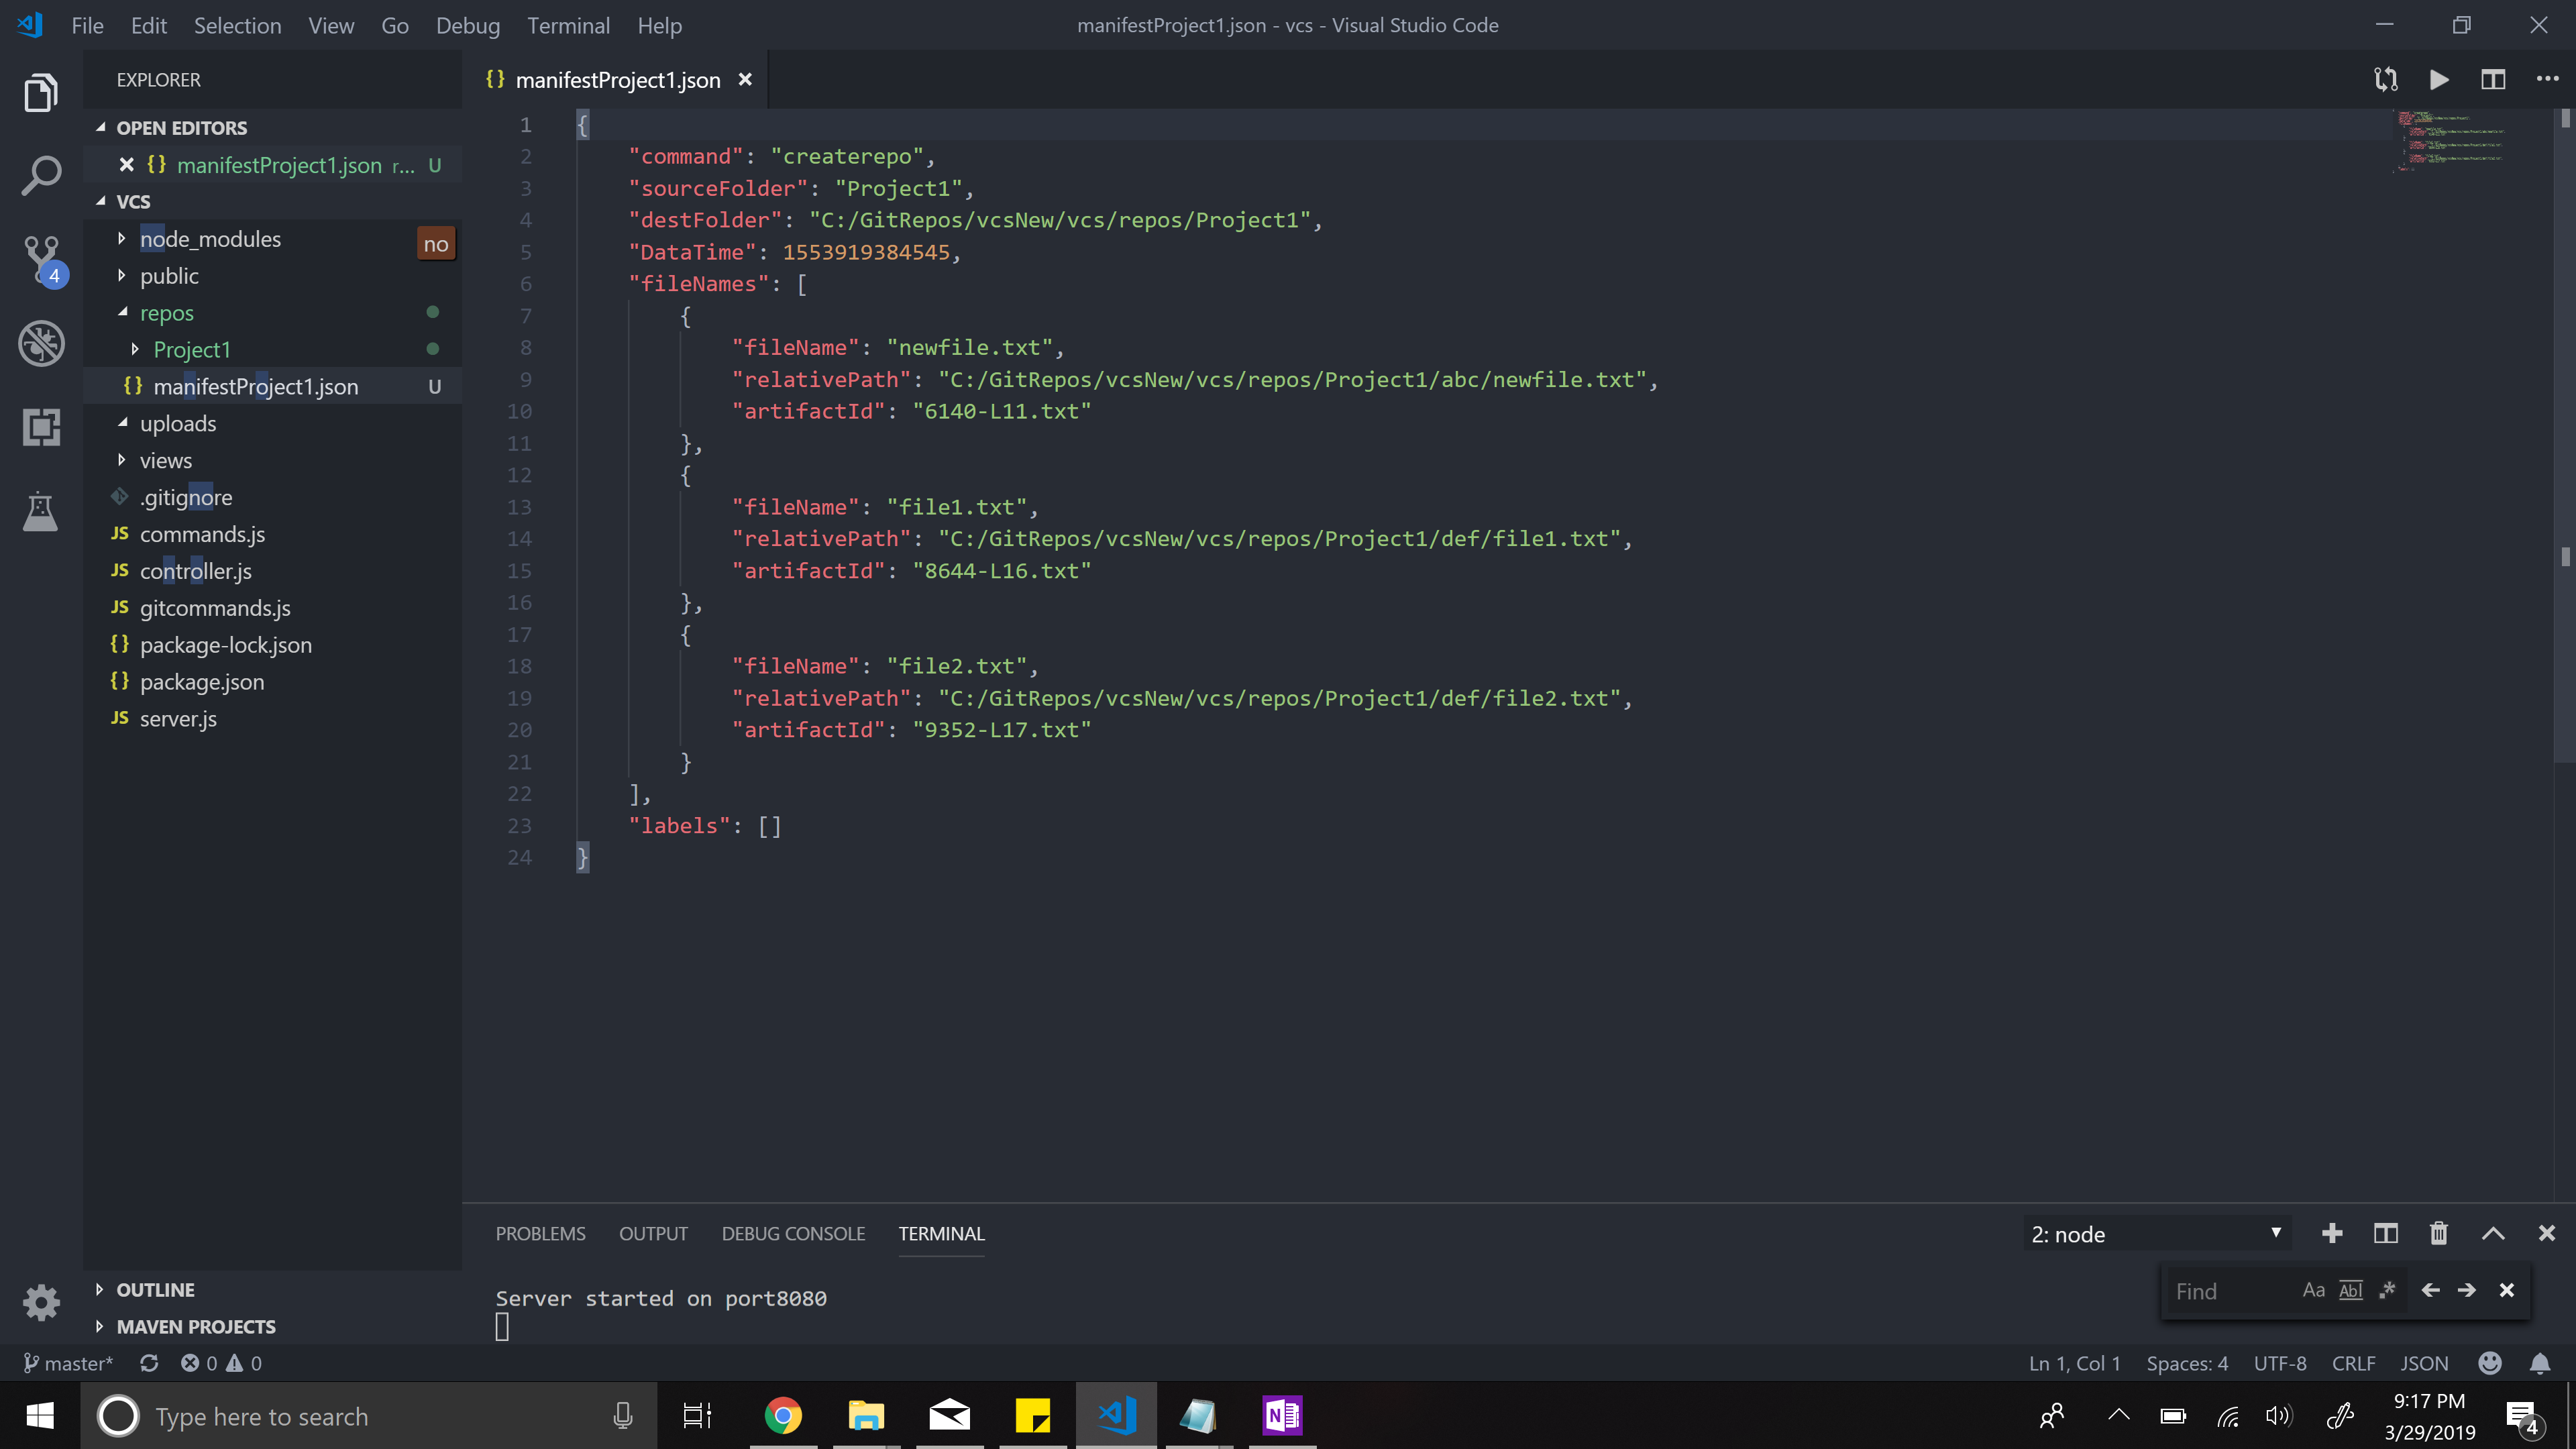 File Edit Selection View Go Debug Terminal Help
manifestProject1.json - vcs - Visual Studio Code
EXPLORER
OPEN EDITORS
manifestProject1.json r... U
VCS
node_modules
no
public
repos
Project1
manifestProject1.json U
uploads
views
.gitignore
JS commands.js
JS controller.js
JS gitcommands.js
{} package-lock.json
{} package.json
JS server.js
OUTLINE
MAVEN PROJECTS
4
{} manifestProject1.json
1 {
2 "command": "createrepo",
3 "sourceFolder": "Project1",
4 "destFolder": "C:/GitRepos/vcsNew/vcs/repos/Project1",
5 "DataTime": 1553919384545,
6 "fileNames": [
7 {
8 "fileName": "newfile.txt",
9 "relativePath": "C:/GitRepos/vcsNew/vcs/repos/Project1/abc/newfile.txt",
10 "artifactId": "6140-L11.txt"
11 },
12 {
13 "fileName": "file1.txt",
14 "relativePath": "C:/GitRepos/vcsNew/vcs/repos/Project1/def/file1.txt",
15 "artifactId": "8644-L16.txt"
16 },
17 {
18 "fileName": "file2.txt",
19 "relativePath": "C:/GitRepos/vcsNew/vcs/repos/Project1/def/file2.txt",
20 "artifactId": "9352-L17.txt"
21 }
22 ],
23 "labels": []
24 }
PROBLEMS OUTPUT DEBUG CONSOLE TERMINAL
2: node
Find Aa Abl .*
Server started on port8080
master* 0 0
Ln 1, Col 1 Spaces: 4 UTF-8 CRLF JSON
Type here to search
N
9:17 PM
3/29/2019
4